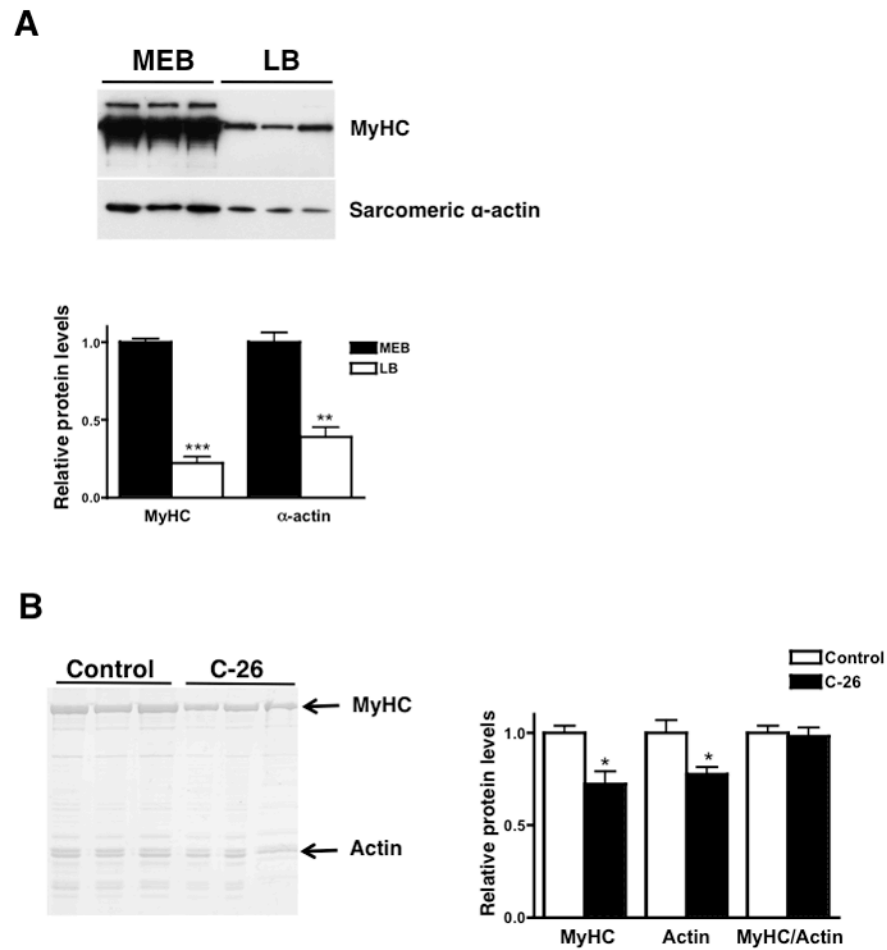 A
MEB LB
MyHC
Sarcomeric α-actin
Relative protein levels
1.0
0.5
0.0
*** **
MyHC α-actin
MEB
LB
B
Control C-26
MyHC
Actin
Control
C-26
Relative protein levels
1.0
0.5
0.0
* *
MyHC Actin MyHC/Actin